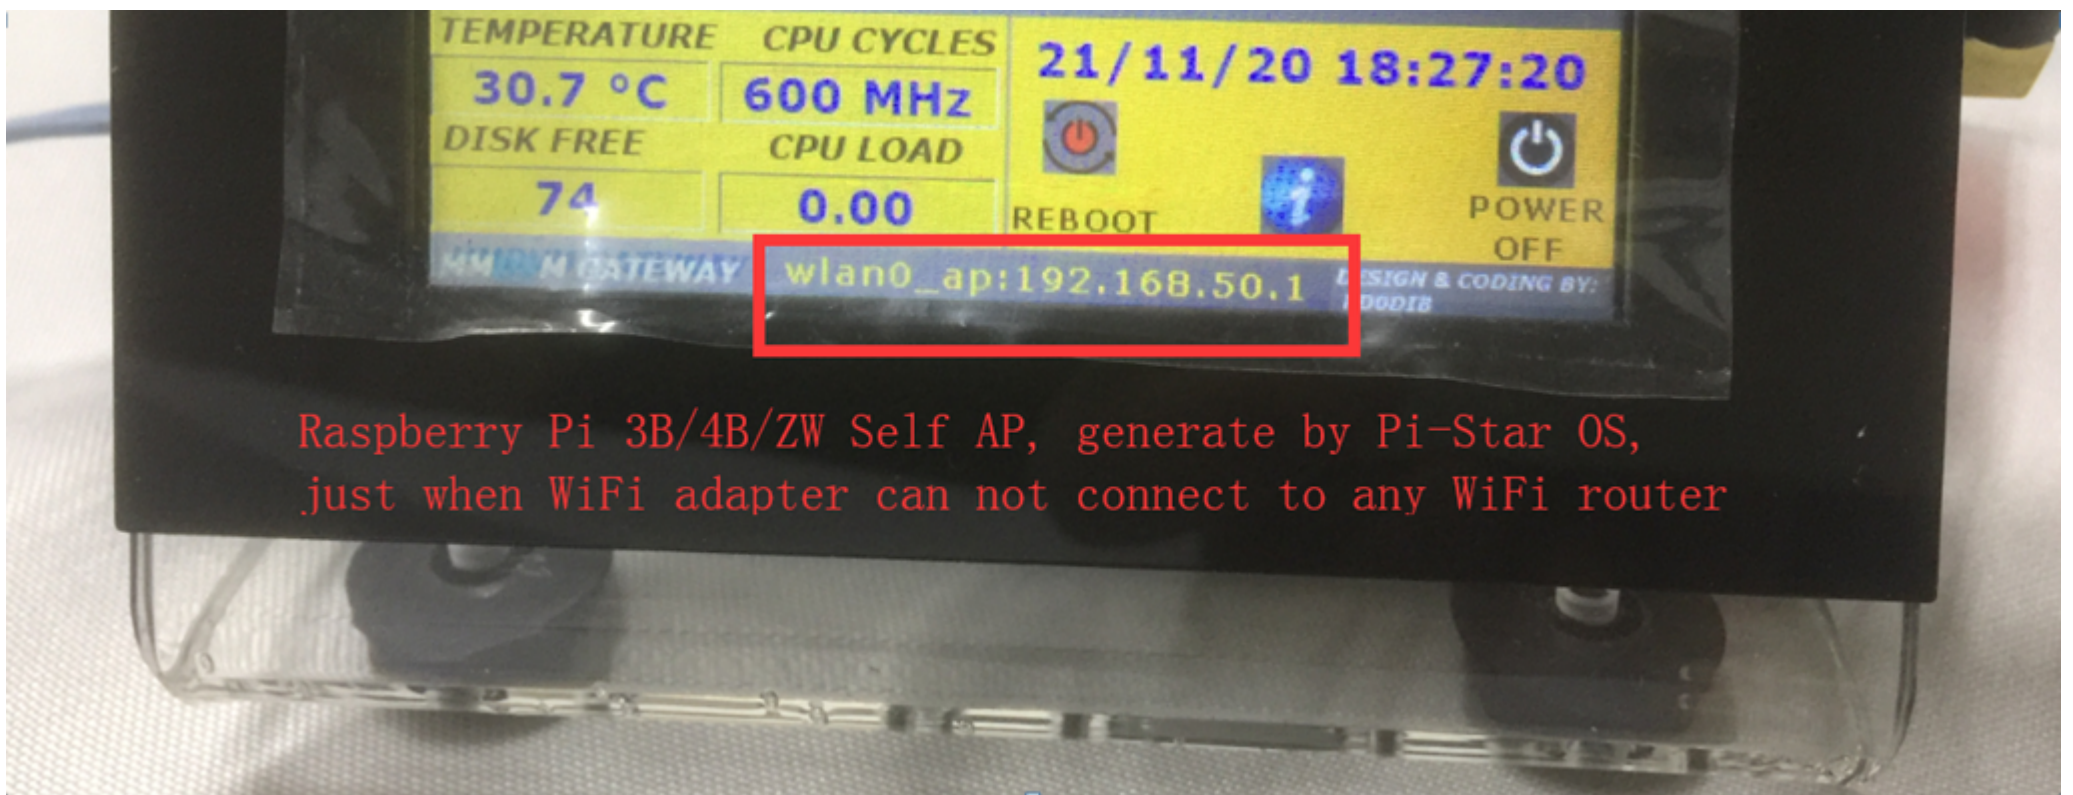 TEMPERATURE CPU CYCLES
30.7 °C 600 MHz
21/11/20 18:27:20
DISK FREE CPU LOAD
74 0.00
REBOOT
POWER
OFF
GATEWAY
wlan0_ap:192.168.50.1
DESIGN & CODING BY:
Raspberry Pi 3B/4B/ZW Self AP, generate by Pi-Star OS,
just when WiFi adapter can not connect to any WiFi router